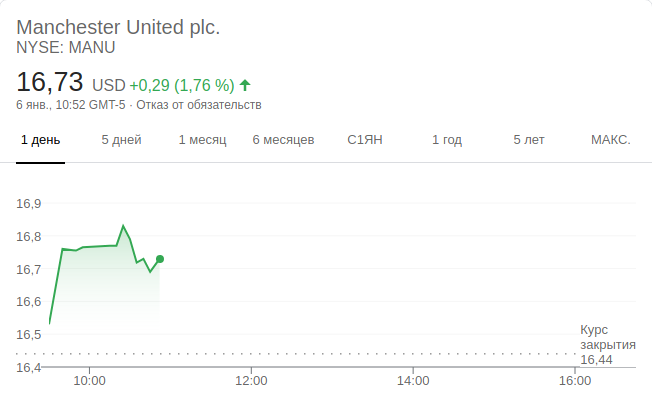 Manchester United plc.
NYSE: MANU
16,73 USD +0,29 (1,76 %)
6 янв., 10:52 GMT-5 · Отказ от обязательств
1 день 5 дней 1 месяц 6 месяцев С1ЯН 1 год 5 лет МАКС.
16,9
16,8
16,7
16,6
16,5
16,4
Курс
закрытия
16,44
10:00 12:00 14:00 16:00